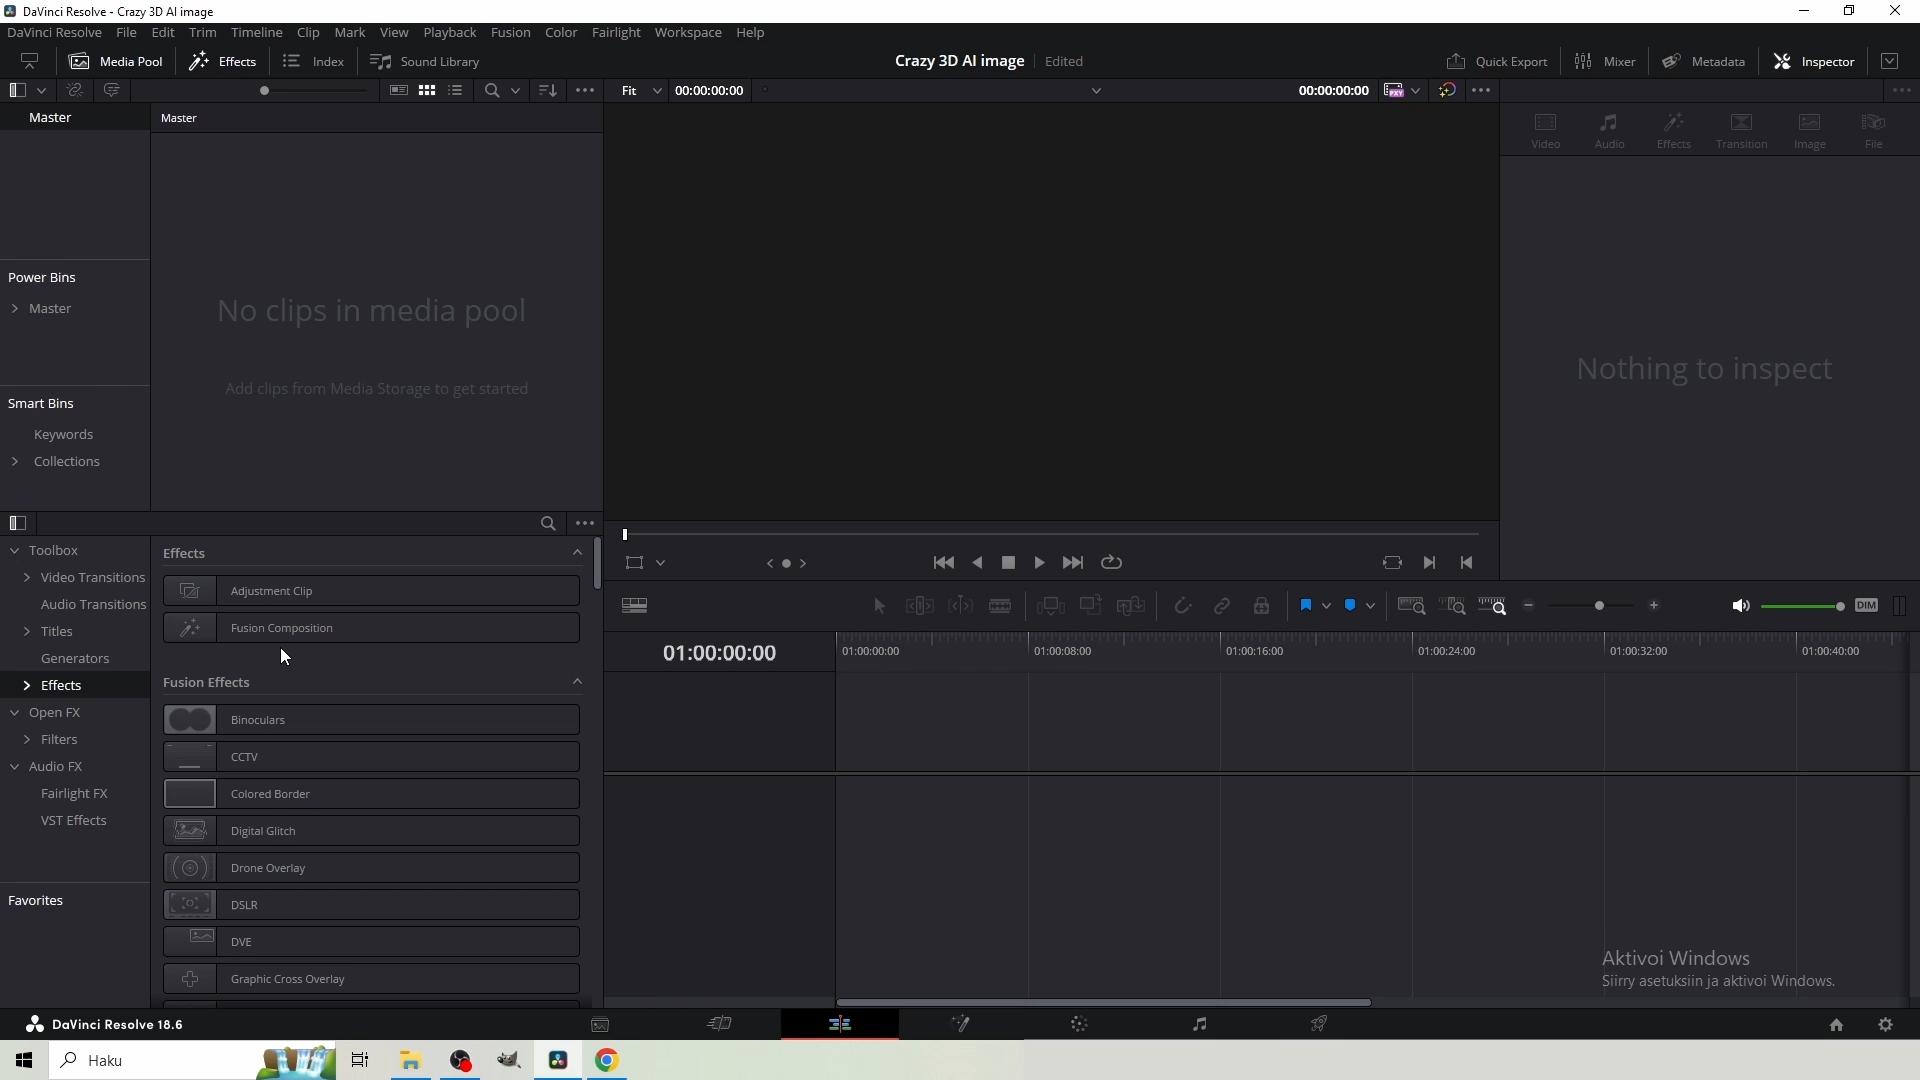 DaVinci Resolve - Crazy 3D AI image
DaVinci Resolve File Edit Trim Timeline Clip Mark View Playback Fusion Color Fairlight Workspace Help
Media Pool Effects Index Sound Library Crazy 3D AI image Edited Quick Export Mixer Metadata Inspector
Fit 00:00:00:00 00:00:00:00 PXY
Master
Master
Video Audio Effects Transition Image File
Power Bins
Master
No clips in media pool
Add clips from Media Storage to get started
Nothing to inspect
Smart Bins
Keywords
Collections
Toolbox
Video Transitions
Audio Transitions
Titles
Generators
Effects
Open FX
Filters
Audio FX
Fairlight FX
VST Effects
Favorites
Effects
Adjustment Clip
Fusion Composition
Fusion Effects
Binoculars
CCTV
Colored Border
Digital Glitch
Drone Overlay
DSLR
DVE
Graphic Cross Overlay
DIM
01:00:00:00 01:00:00:00 01:00:08:00 01:00:16:00 01:00:24:00 01:00:32:00 01:00:40:00
Aktivoi Windows
Siirry asetuksiin ja aktivoi Windows.
DaVinci Resolve 18.6
Haku